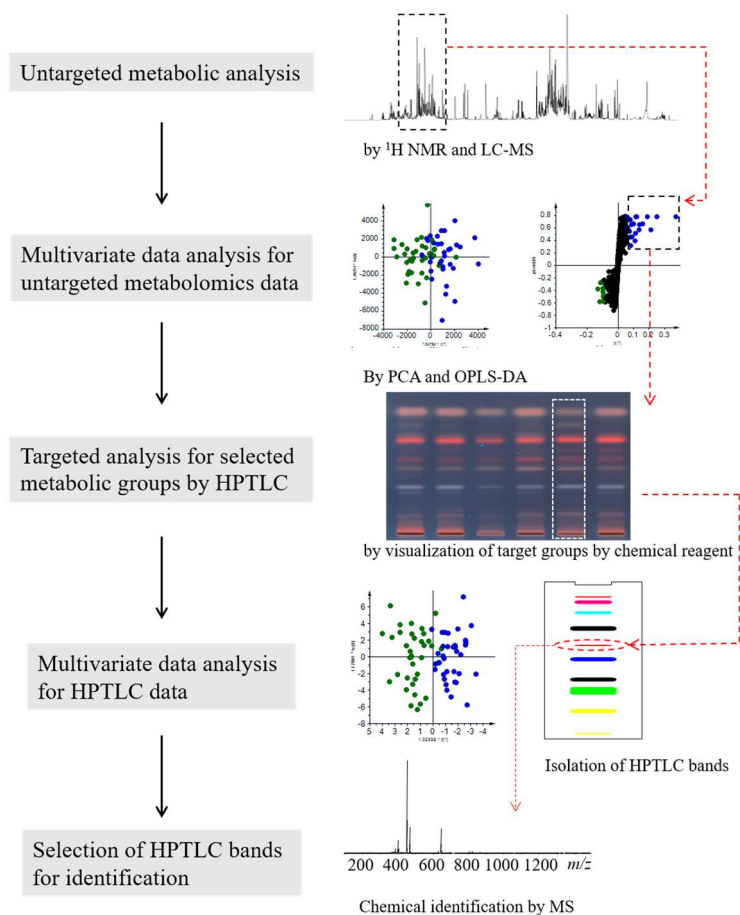 Untargeted metabolic analysis
by ¹H NMR and LC-MS
Multivariate data analysis for
untargeted metabolomics data
4000
2000
0
-2000
-4000
-6000
-8000
-4000 -2000 0 2000 4000
0.8
0.6
0.4
0.2
0
-0.2
-0.4
-0.6
-0.8
-1
-0.4 -0.2 0 0.1 0.2 0.3
By PCA and OPLS-DA
Targeted analysis for selected
metabolic groups by HPTLC
by visualization of target groups by chemical reagent
Multivariate data analysis
for HPTLC data
6
4
2
0
-2
-4
-6
-8
5 4 3 2 1 0 -1 -2 -3 -4
Isolation of HPTLC bands
Selection of HPTLC bands
for identification
200 400 600 800 1000 1200 m/z
Chemical identification by MS